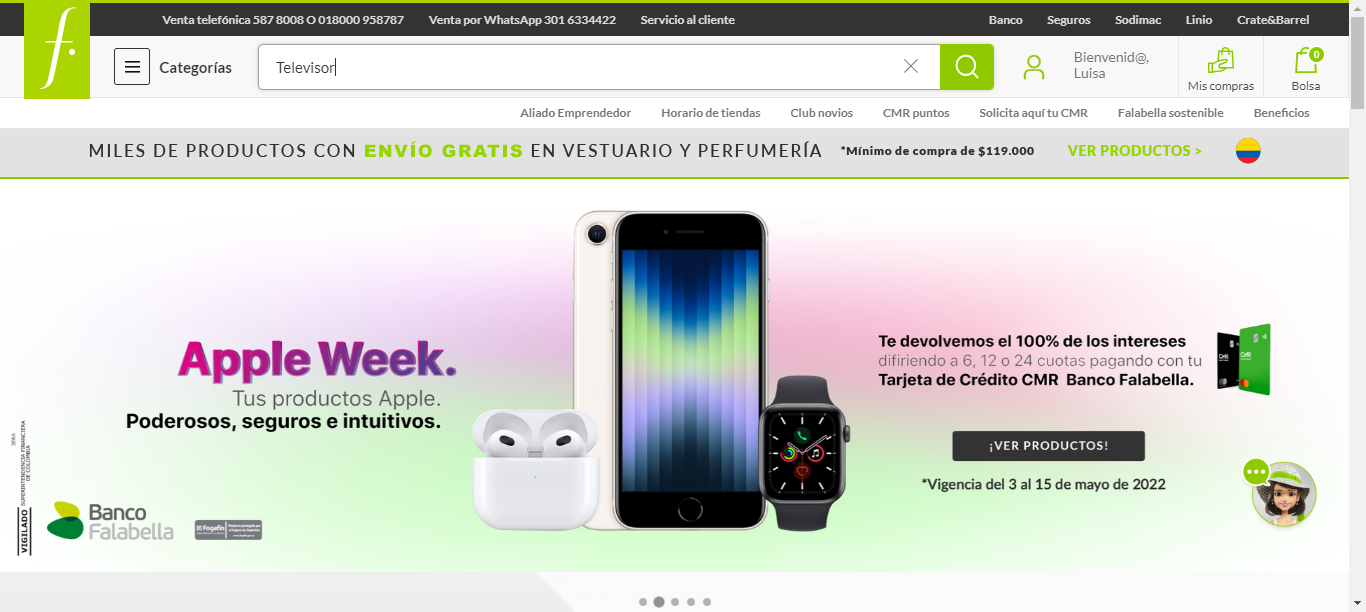 Venta telefónica 587 8008 O 018000 958787 Venta por WhatsApp 301 6334422 Servicio al cliente Banco Seguros Sodimac Linio Crate&Barrel
f.
Categorías Televisor Bienvenid@,
Luisa
Mis compras
0
Bolsa
Aliado Emprendedor Horario de tiendas Club novios CMR puntos Solicita aquí tu CMR Falabella sostenible Beneficios
MILES DE PRODUCTOS CON ENVÍO GRATIS EN VESTUARIO Y PERFUMERÍA *Mínimo de compra de $119.000 VER PRODUCTOS >
Apple Week.
Tus productos Apple.
Poderosos, seguros e intuitivos.
Te devolvemos el 100% de los intereses
difiriendo a 6, 12 o 24 cuotas pagando con tu
Tarjeta de Crédito CMR Banco Falabella.
CMR
CMR
¡VER PRODUCTOS!
*Vigencia del 3 al 15 de mayo de 2022
VIGILADO
SUPERINTENDENCIA FINANCIERA
DE COLOMBIA
Banco
Falabella
Fogafín